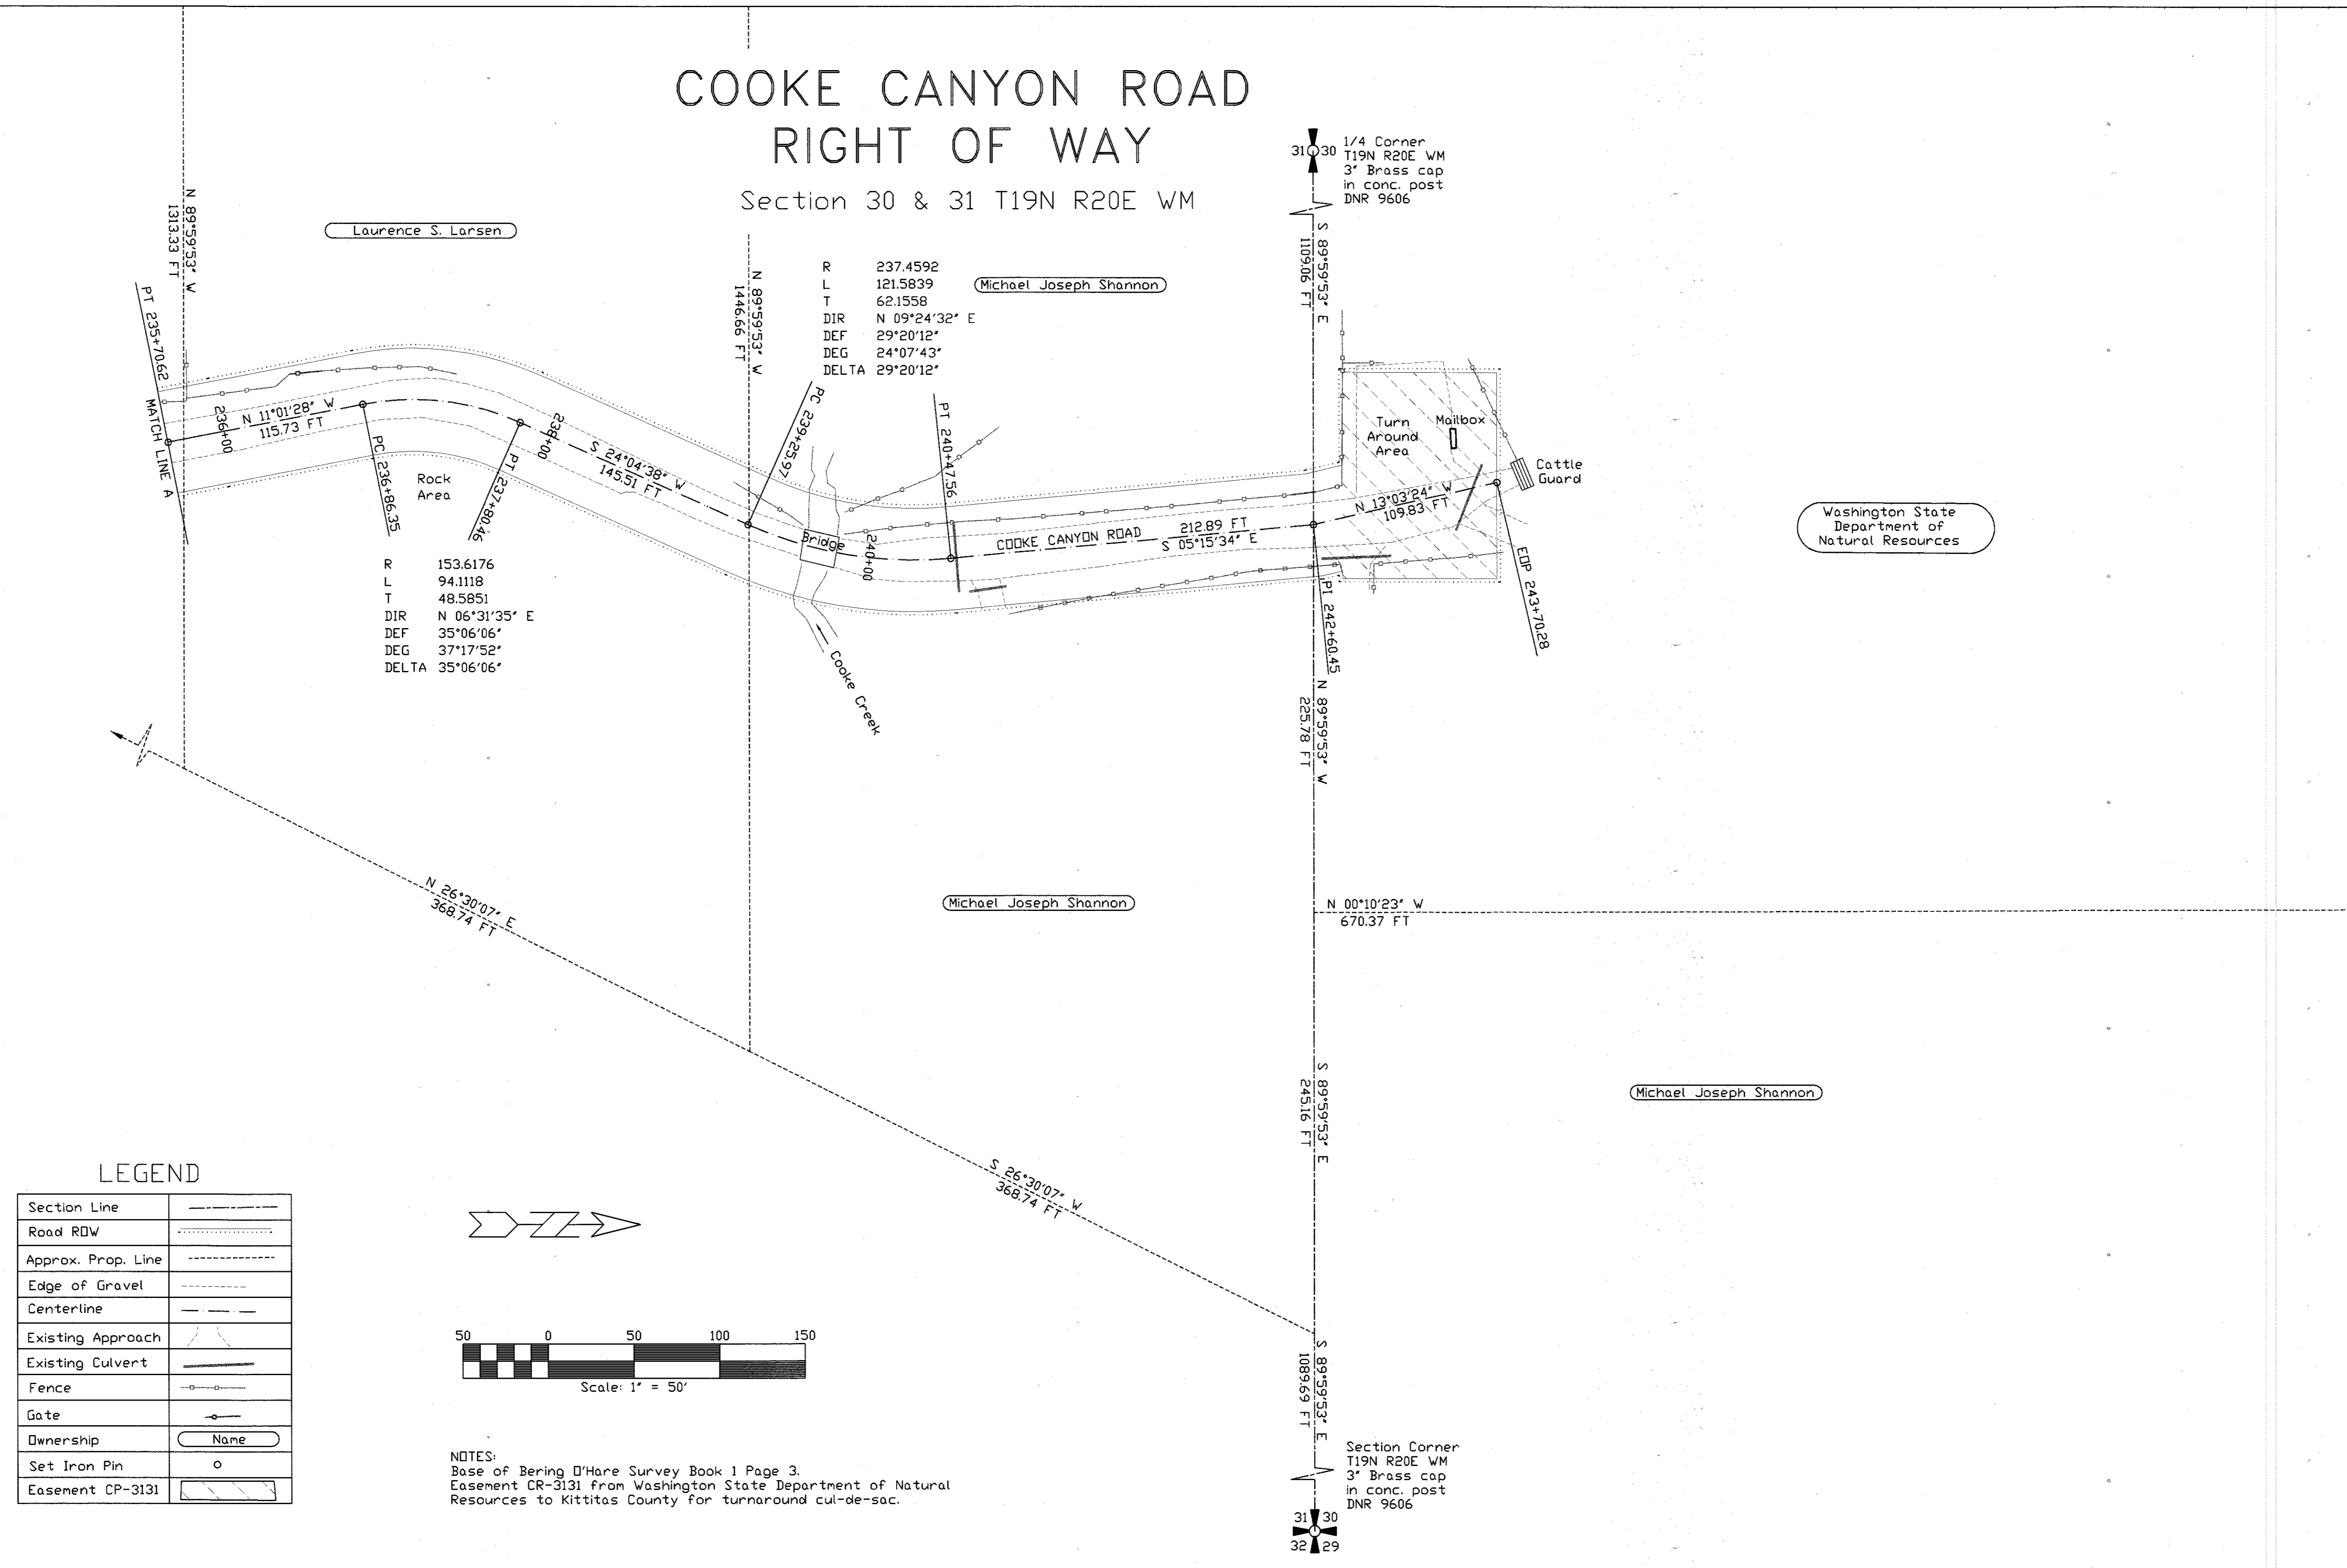 COOKE CANYON ROAD
RIGHT OF WAY
Section 30 & 31 T19N R20E WM
31 30
1/4 Corner
T19N R20E WM
3" Brass cap
in conc. post
DNR 9606
N 89°59'53" W
1313.33 FT
Laurence S. Larsen
N 89°59'53" W
1446.66 FT
R 237.4592
L 121.5839
T 62.1558
DIR N 09°24'32" E
DEF 29°20'12"
DEG 24°07'43"
DELTA 29°20'12"
Michael Joseph Shannon
S 89°59'53" E
1109.06 FT
PT 235+70.62
MATCH LINE A
236+00
N 11°01'28" W
115.73 FT
PC 236+86.35
Rock
Area
PT 237+80.46
238+00
S 24°04'38" W
145.51 FT
PC 239+25.97
Bridge
240+00
PT 240+47.56
COOKE CANYON ROAD
212.89 FT
S 05°15'34" E
Turn
Around
Area
Mailbox
N 13°03'24" W
109.83 FT
Cattle
Guard
EOP 243+70.28
PI 242+60.45
Washington State
Department of
Natural Resources
R 153.6176
L 94.1118
T 48.5851
DIR N 06°31'35" E
DEF 35°06'06"
DEG 37°17'52"
DELTA 35°06'06"
Cooke Creek
N 89°59'53" W
225.78 FT
N 26°30'07" E
368.74 FT
Michael Joseph Shannon
N 00°10'23" W
670.37 FT
S 89°59'53" E
245.16 FT
Michael Joseph Shannon
S 26°30'07" W
368.74 FT
LEGEND
Section Line
Road ROW
Approx. Prop. Line
Edge of Gravel
Centerline
Existing Approach
Existing Culvert
Fence
Gate
Ownership Name
Set Iron Pin
Easement CP-3131
50 0 50 100 150
Scale: 1" = 50'
S 89°59'53" E
1089.69 FT
NOTES:
Base of Bering O'Hare Survey Book 1 Page 3.
Easement CR-3131 from Washington State Department of Natural
Resources to Kittitas County for turnaround cul-de-sac.
Section Corner
T19N R20E WM
3" Brass cap
in conc. post
DNR 9606
31 30
32 29